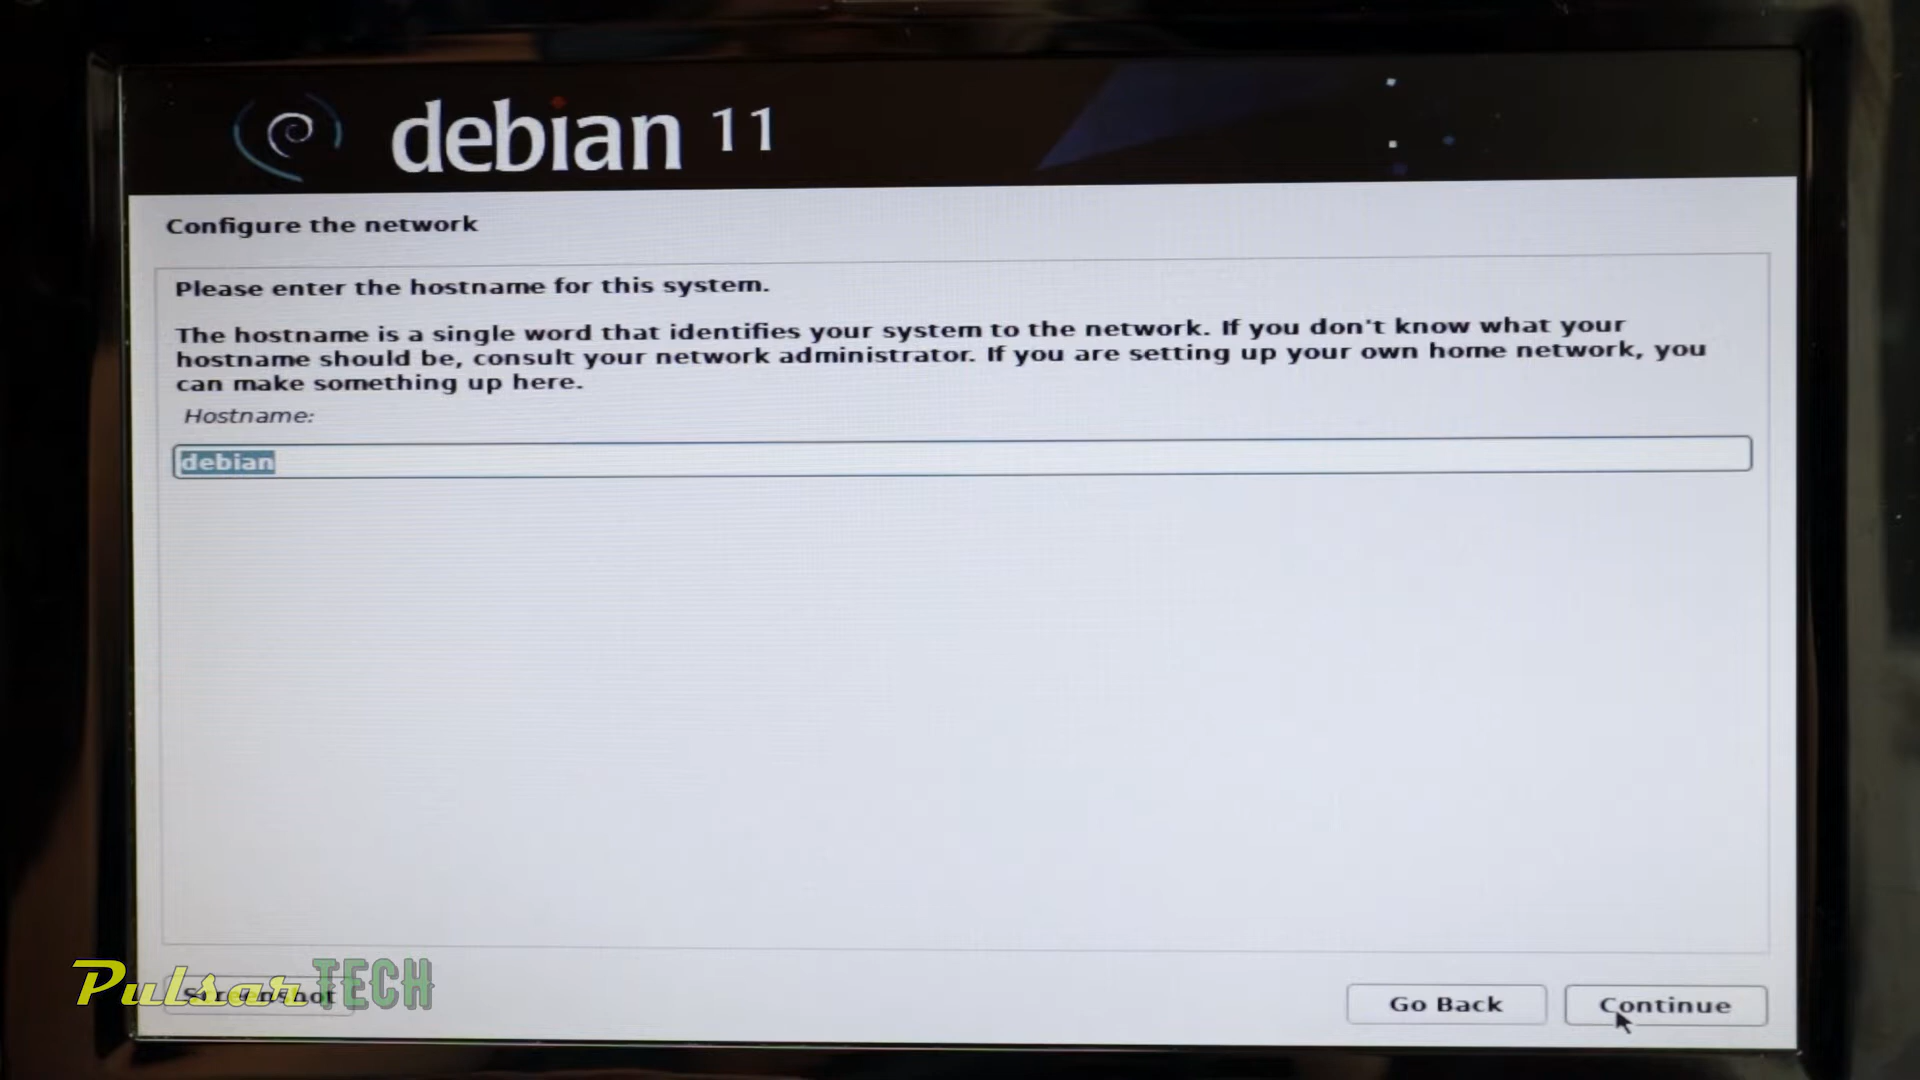 debian 11
Configure the network
Please enter the hostname for this system.
The hostname is a single word that identifies your system to the network. If you don't know what your
hostname should be, consult your network administrator. If you are setting up your own home network, you
can make something up here.
Hostname:
debian
PulsarTECH
Screenshot
Go Back
Continue